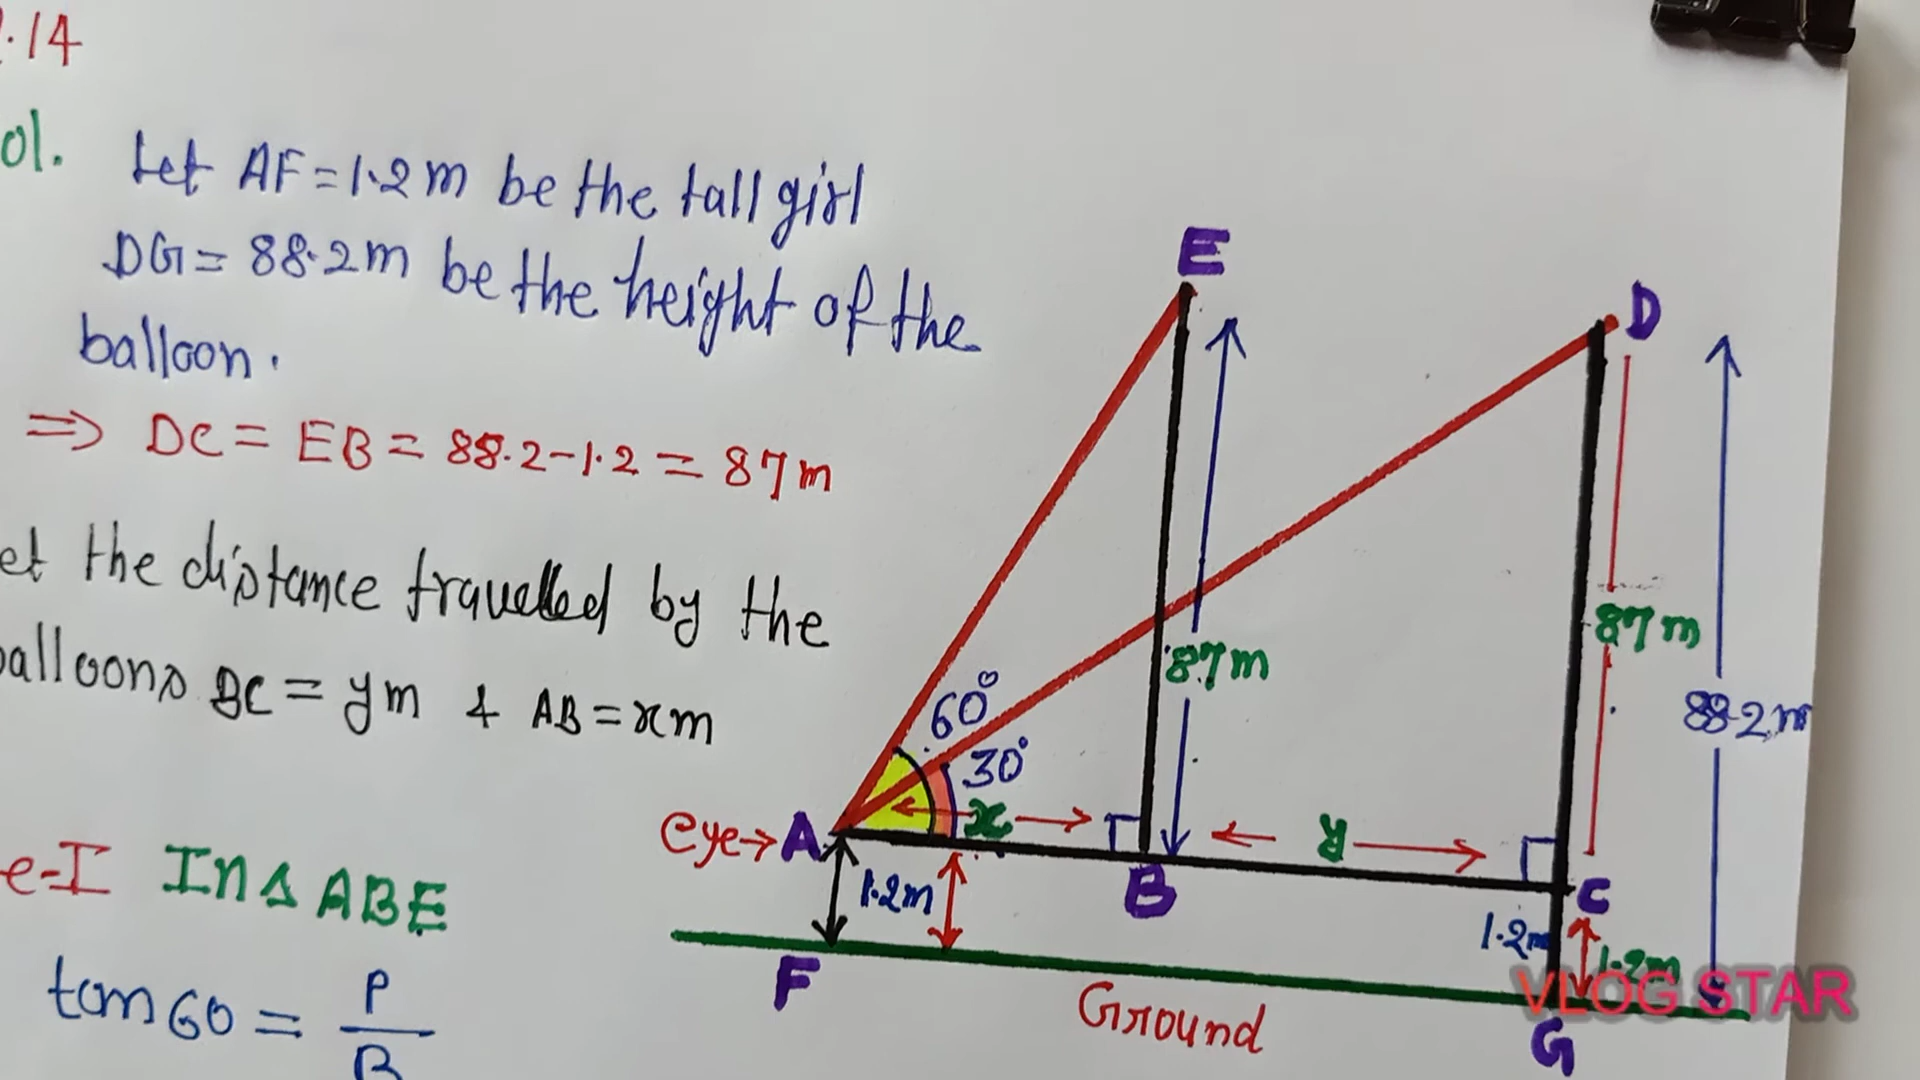 .14
ol.
Let AF = 1.2 m be the tall girl
DG = 88.2 m be the height of the
balloon.
⇒ DC = EB = 88.2 - 1.2 = 87 m
et the distance travelled by the
alloons BC = y m & AB = x m
e-I In Δ ABE
tan 60 = P/B
E
D
87 m
87 m
88.2 m
60°
30°
x
y
eye → A
B
C
1.2 m
1.2 m
1.2 m
F
G
Ground
VLOG STAR